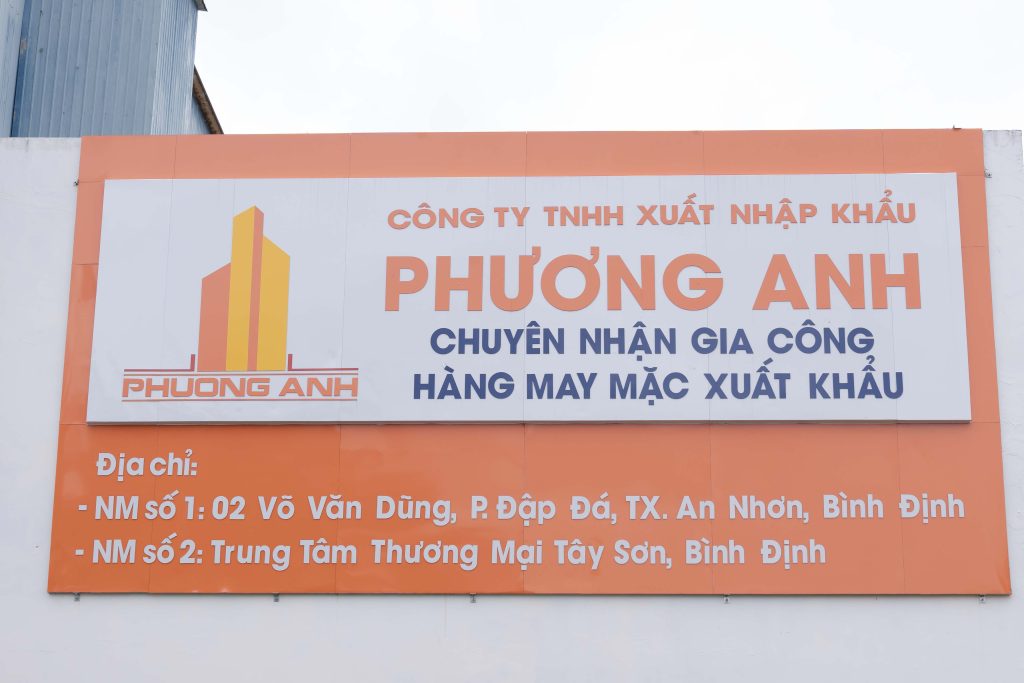 CÔNG TY TNHH XUẤT NHẬP KHẨU
PHƯƠNG ANH
CHUYÊN NHẬN GIA CÔNG
HÀNG MAY MẶC XUẤT KHẨU
PHUONG ANH
Địa chỉ:
- NM số 1: 02 Võ Văn Dũng, P. Đập Đá, TX. An Nhơn, Bình Định
- NM số 2: Trung Tâm Thương Mại Tây Sơn, Bình Định